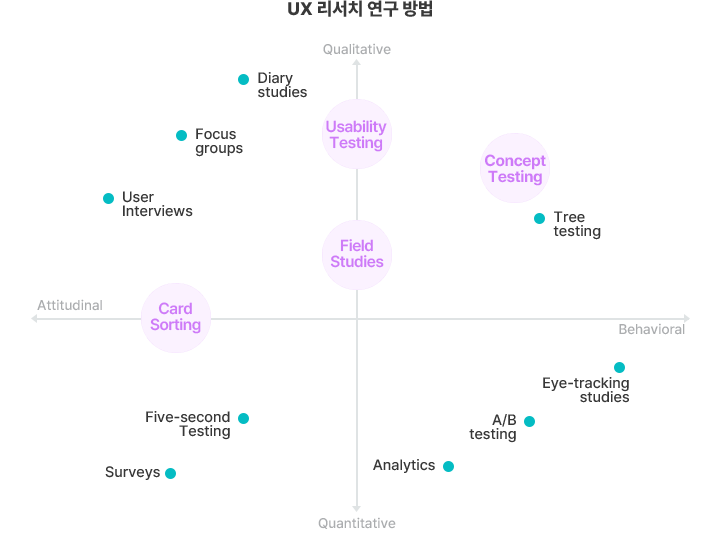 UX 리서치 연구 방법
Qualitative
Diary
studies
Usability
Testing
Focus
groups
Concept
Testing
User
Interviews
Tree
testing
Field
Studies
Attitudinal
Card
Sorting
Behavioral
Eye-tracking
studies
Five-second
Testing
A/B
testing
Analytics
Surveys
Quantitative